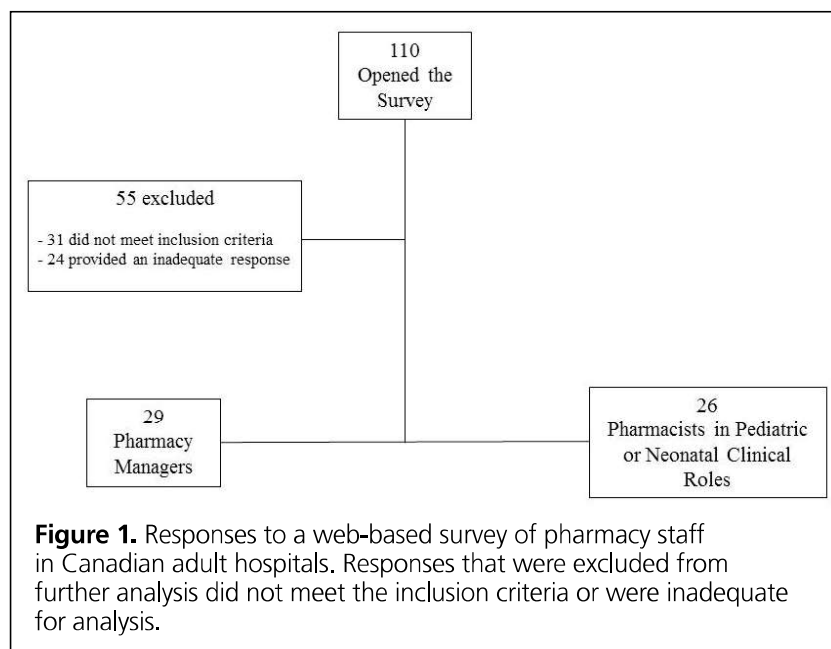 110
Opened the
Survey
55 excluded
- 31 did not meet inclusion criteria
- 24 provided an inadequate response
29
Pharmacy
Managers
26
Pharmacists in Pediatric
or Neonatal Clinical
Roles
Figure 1. Responses to a web-based survey of pharmacy staff
in Canadian adult hospitals. Responses that were excluded from
further analysis did not meet the inclusion criteria or were inadequate
for analysis.